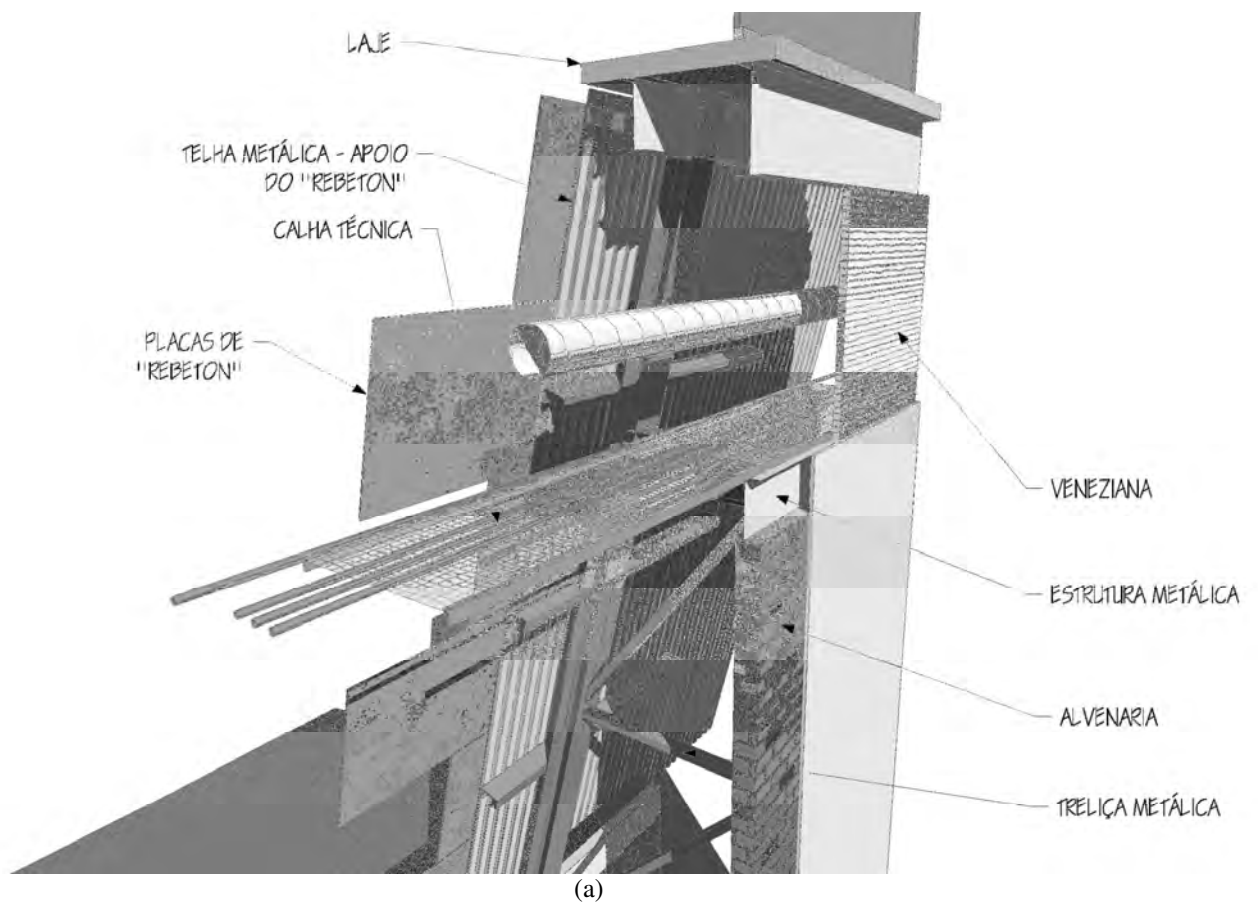 LAJE
TELHA METÁLICA - APOIO
DO "REBETON"
CALHA TÉCNICA
PLACAS DE
"REBETON"
VENEZIANA
ESTRUTURA METÁLICA
ALVENARIA
TRELIÇA METÁLICA
(a)